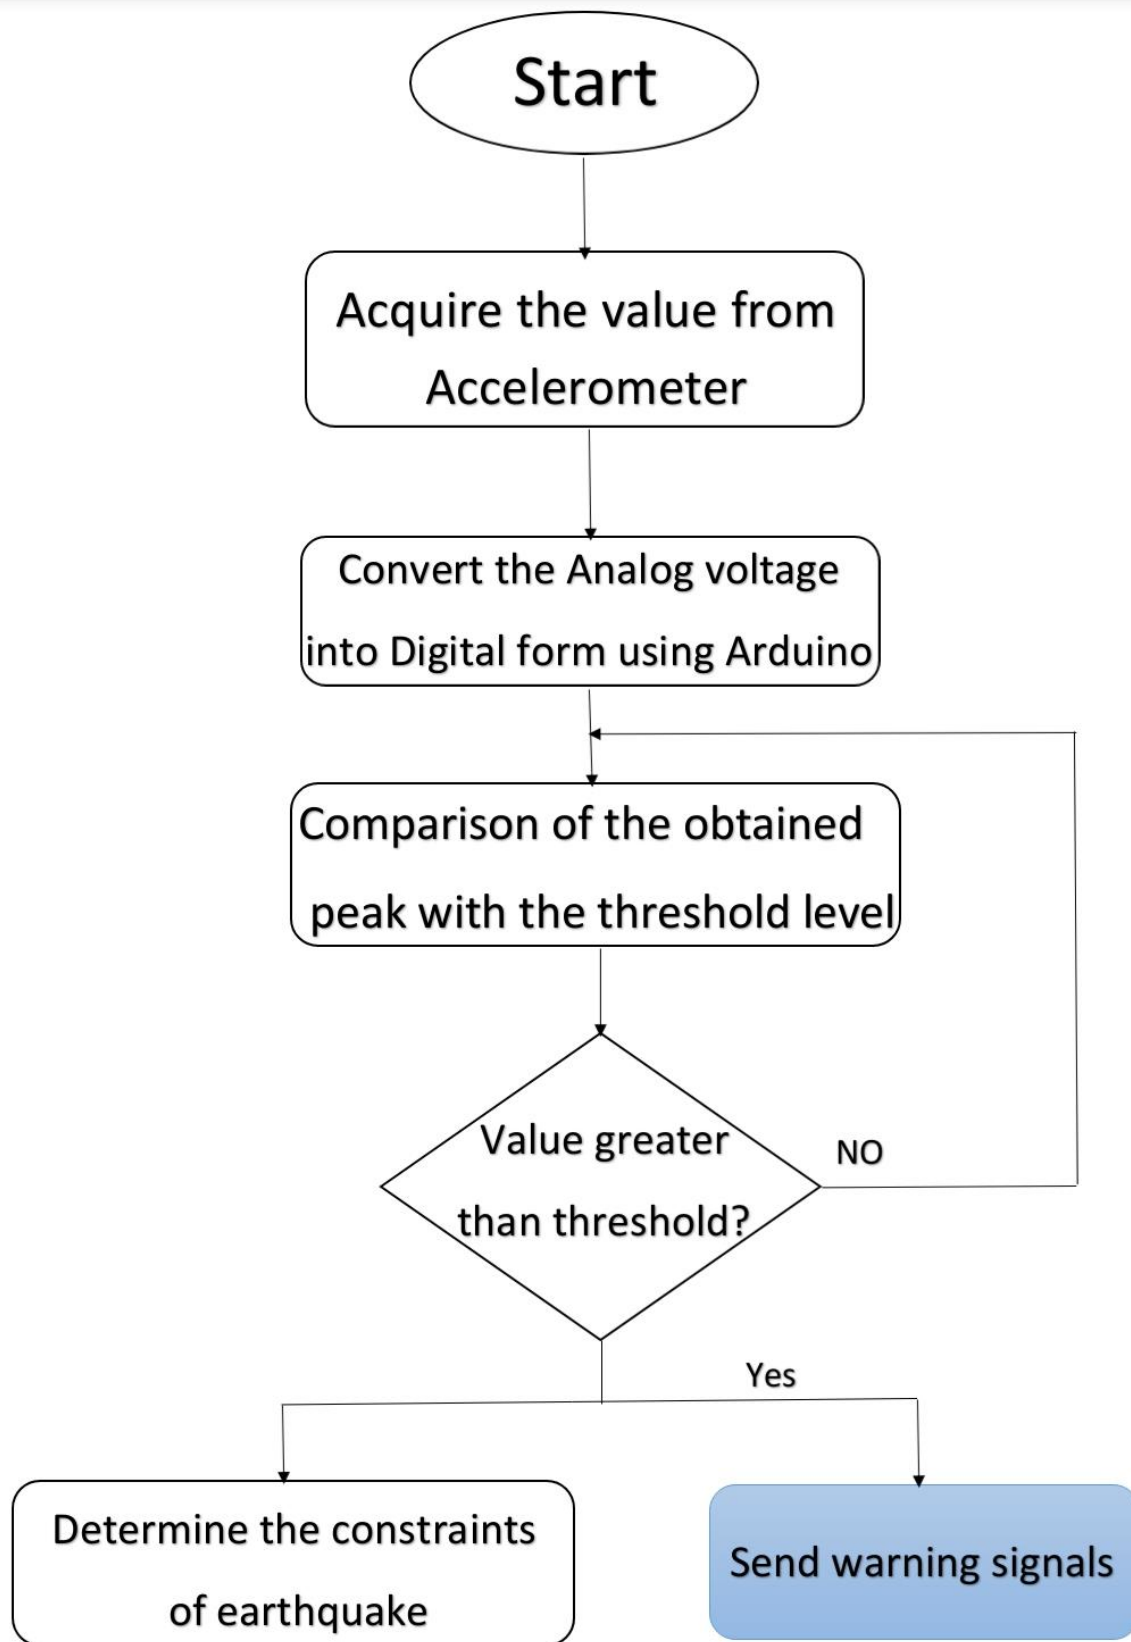 Start
Acquire the value from
Accelerometer
Convert the Analog voltage
into Digital form using Arduino
Comparison of the obtained
peak with the threshold level
Value greater
than threshold?
NO
Yes
Determine the constraints
of earthquake
Send warning signals